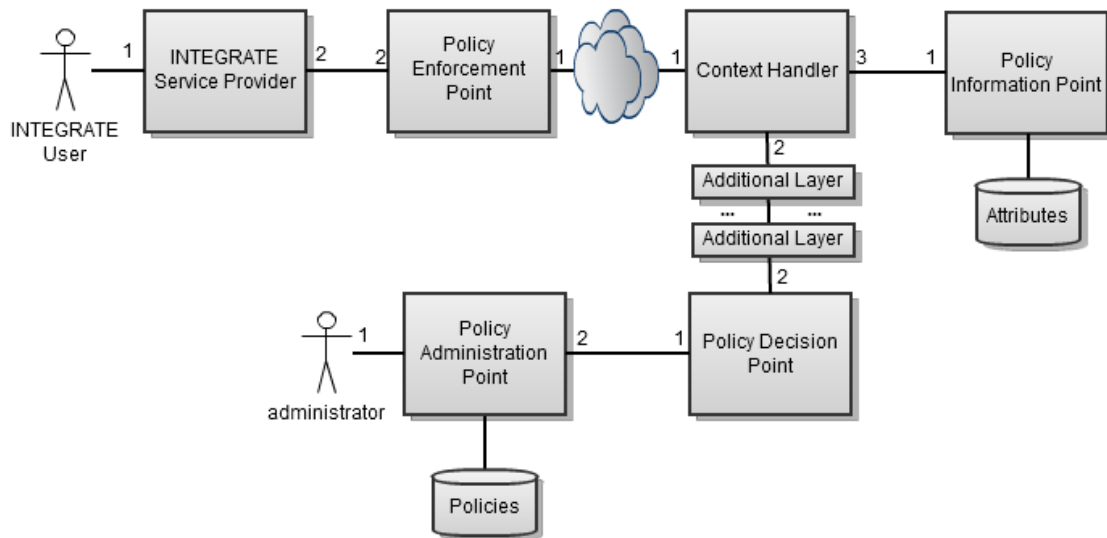 1
INTEGRATE
Service Provider
2
2
Policy
Enforcement
Point
1
1
Context Handler
3
1
Policy
Information Point
INTEGRATE
User
2
Additional Layer
... ...
Additional Layer
2
Attributes
1
Policy
Administration
Point
2
1
Policy Decision
Point
administrator
Policies